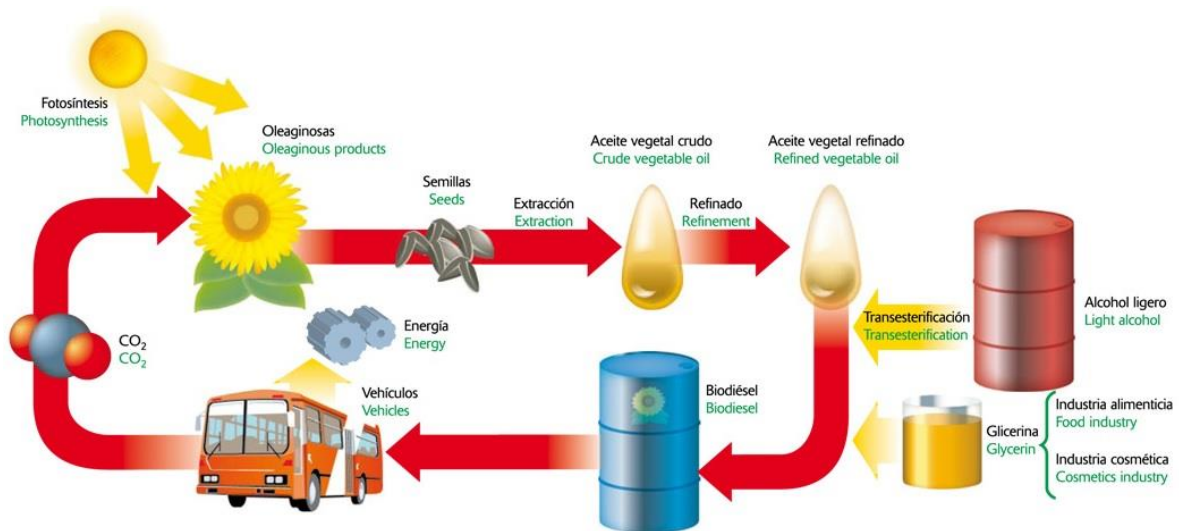 Fotosíntesis
Photosynthesis
Oleaginosas
Oleaginous products
Semillas
Seeds
Extracción
Extraction
Aceite vegetal crudo
Crude vegetable oil
Refinado
Refinement
Aceite vegetal refinado
Refined vegetable oil
Alcohol ligero
Light alcohol
Transesterificación
Transesterification
Glicerina
Glycerin
Industria alimenticia
Food industry
Industria cosmética
Cosmetics industry
Biodiésel
Biodiesel
Vehículos
Vehicles
Energía
Energy
CO₂
CO₂